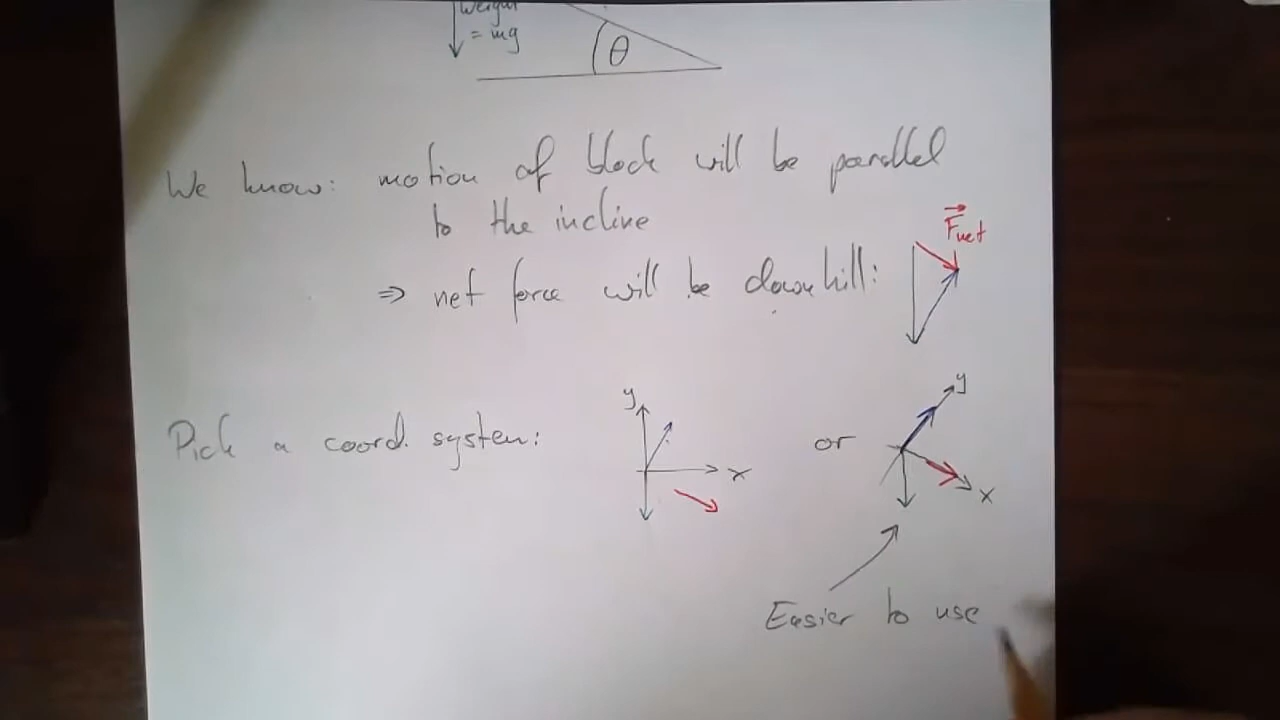 weight
= mg
θ
We know: motion of block will be parallel
to the incline
F⃗net
⇒ net force will be downhill:
y
y
Pick a coord. system:
or
x
x
Easier to use